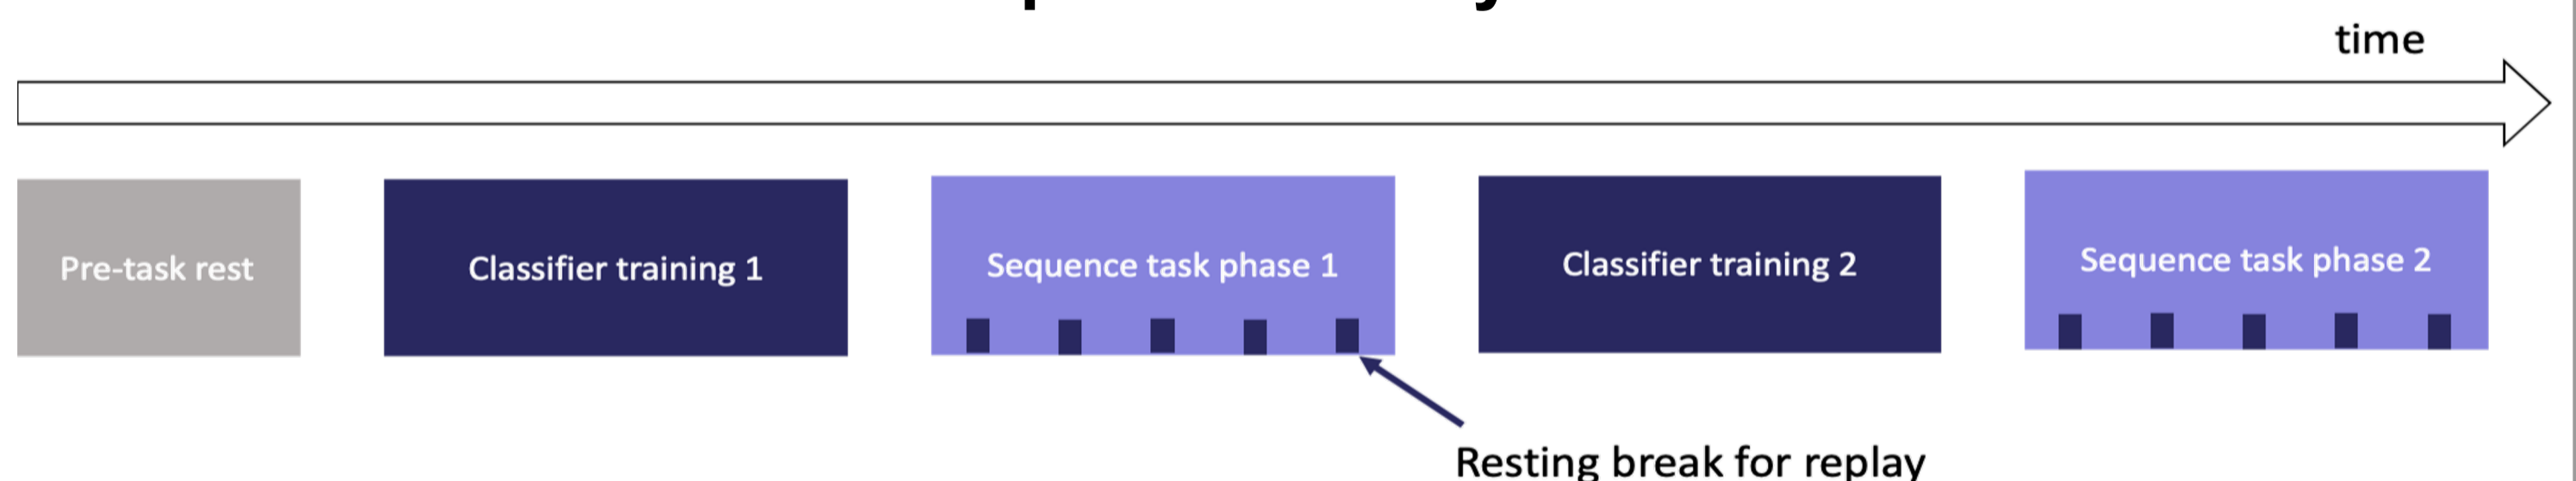 time
Pre-task rest
Classifier training 1
Sequence task phase 1
Classifier training 2
Sequence task phase 2
Resting break for replay